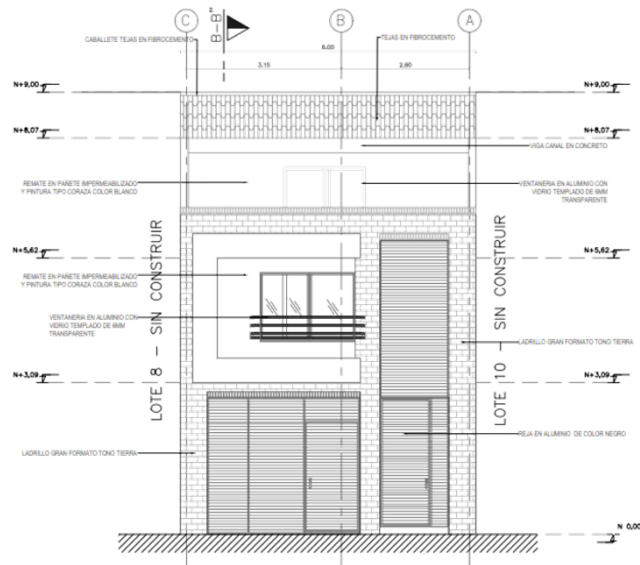 C
B
A
B-B"
CABALLETE TEJAS EN FIBROCEMENTO
TEJAS EN FIBROCEMENTO
6.00
3.15
2.60
N+9,00
N+9,00
N+8,07
N+8,07
VIGA CANAL EN CONCRETO
REMATE EN PAÑETE IMPERMEABILIZADO
Y PINTURA TIPO CORAZA COLOR BLANCO
VENTANERIA EN ALUMINIO CON
VIDRIO TEMPLADO DE 6MM
TRANSPARENTE
N+5,62
N+5,62
REMATE EN PAÑETE IMPERMEABILIZADO
Y PINTURA TIPO CORAZA COLOR BLANCO
VENTANERIA EN ALUMINIO CON
VIDRIO TEMPLADO DE 6MM
TRANSPARENTE
LOTE 8 - SIN CONSTRUIR
LOTE 10 - SIN CONSTRUIR
LADRILLO GRAN FORMATO TONO TIERRA
N+3,09
N+3,09
REJA EN ALUMINIO DE COLOR NEGRO
LADRILLO GRAN FORMATO TONO TIERRA
N 0,00